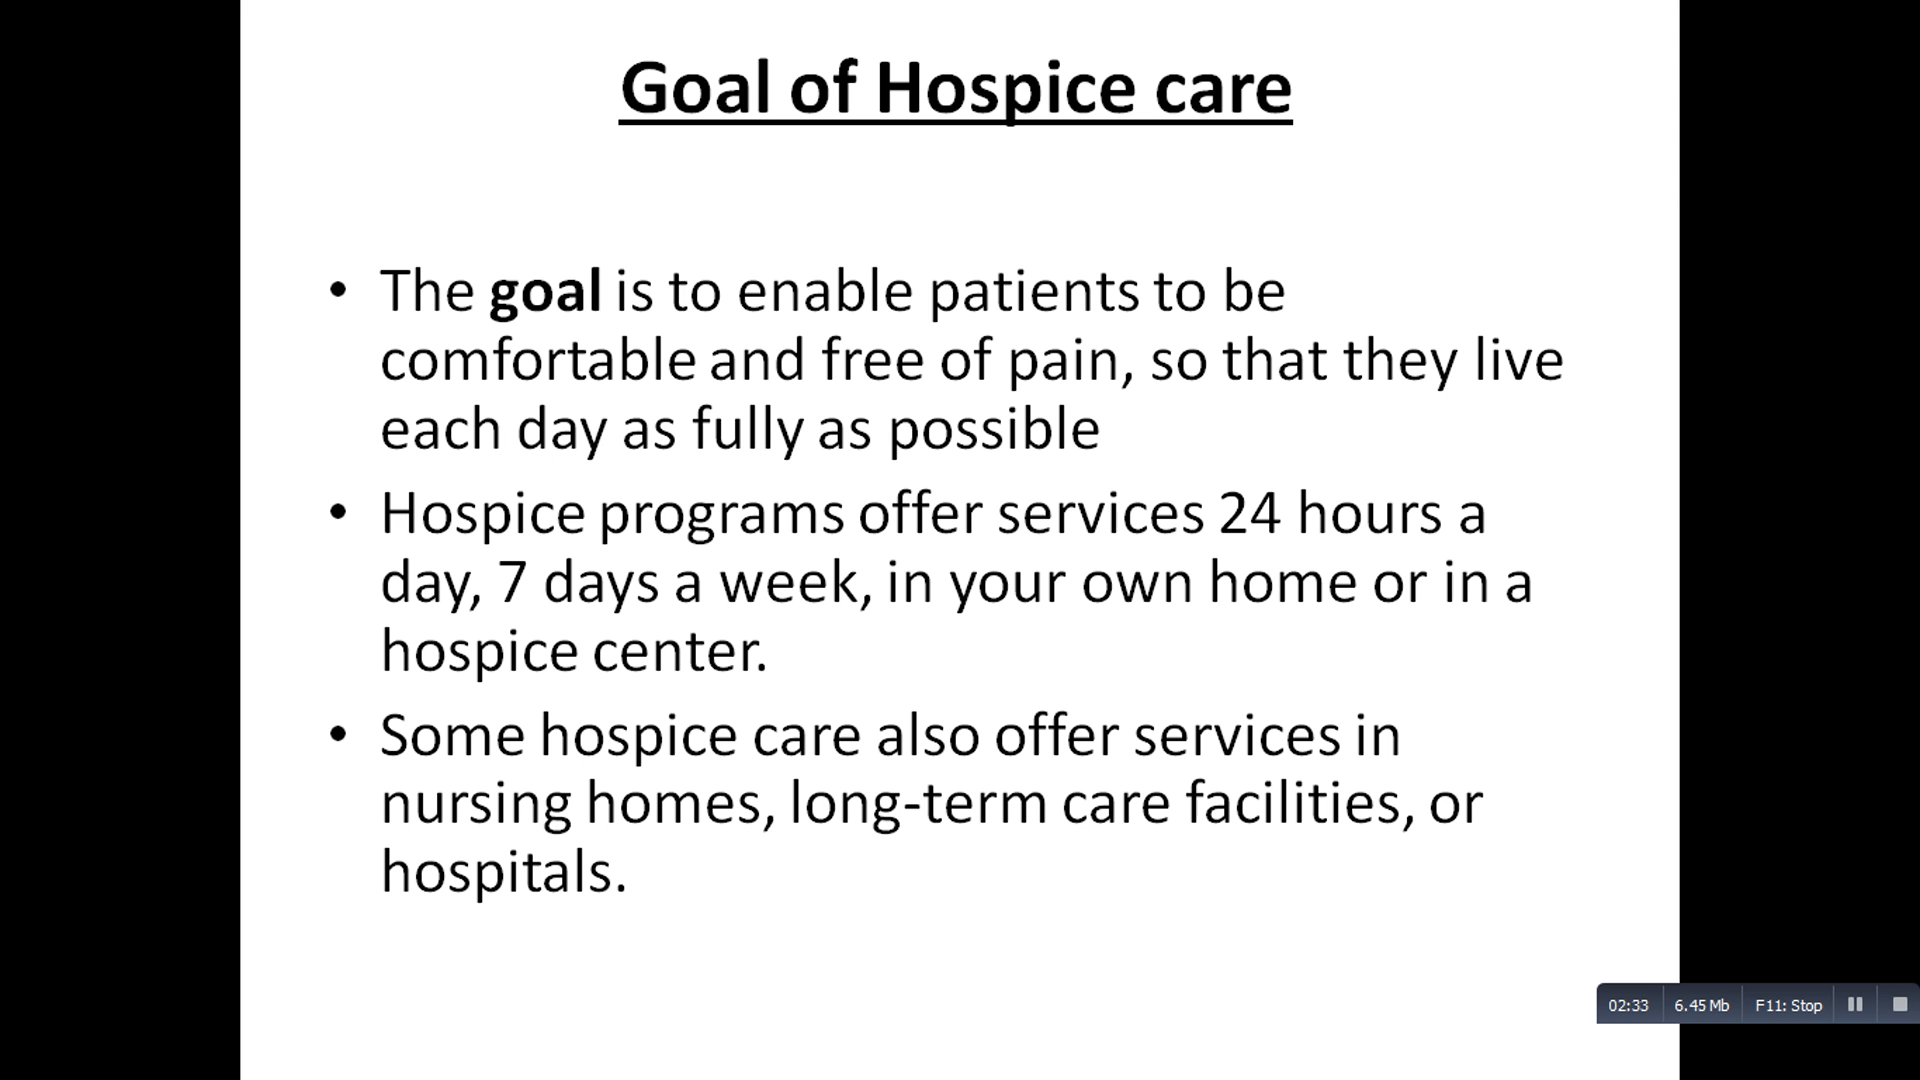 Goal of Hospice care
• The goal is to enable patients to be
comfortable and free of pain, so that they live
each day as fully as possible
• Hospice programs offer services 24 hours a
day, 7 days a week, in your own home or in a
hospice center.
• Some hospice care also offer services in
nursing homes, long-term care facilities, or
hospitals.
02:33 6.45 Mb F11: Stop